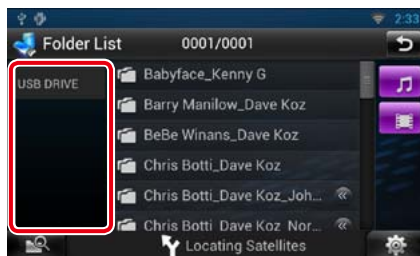 2:33
Folder List 0001/0001
USB DRIVE
Babyface_Kenny G
Barry Manilow_Dave Koz
BeBe Winans_Dave Koz
Chris Botti_Dave Koz
Chris Botti_Dave Koz_Joh...
Chris Botti_Dave Koz_Nor...
Locating Satellites